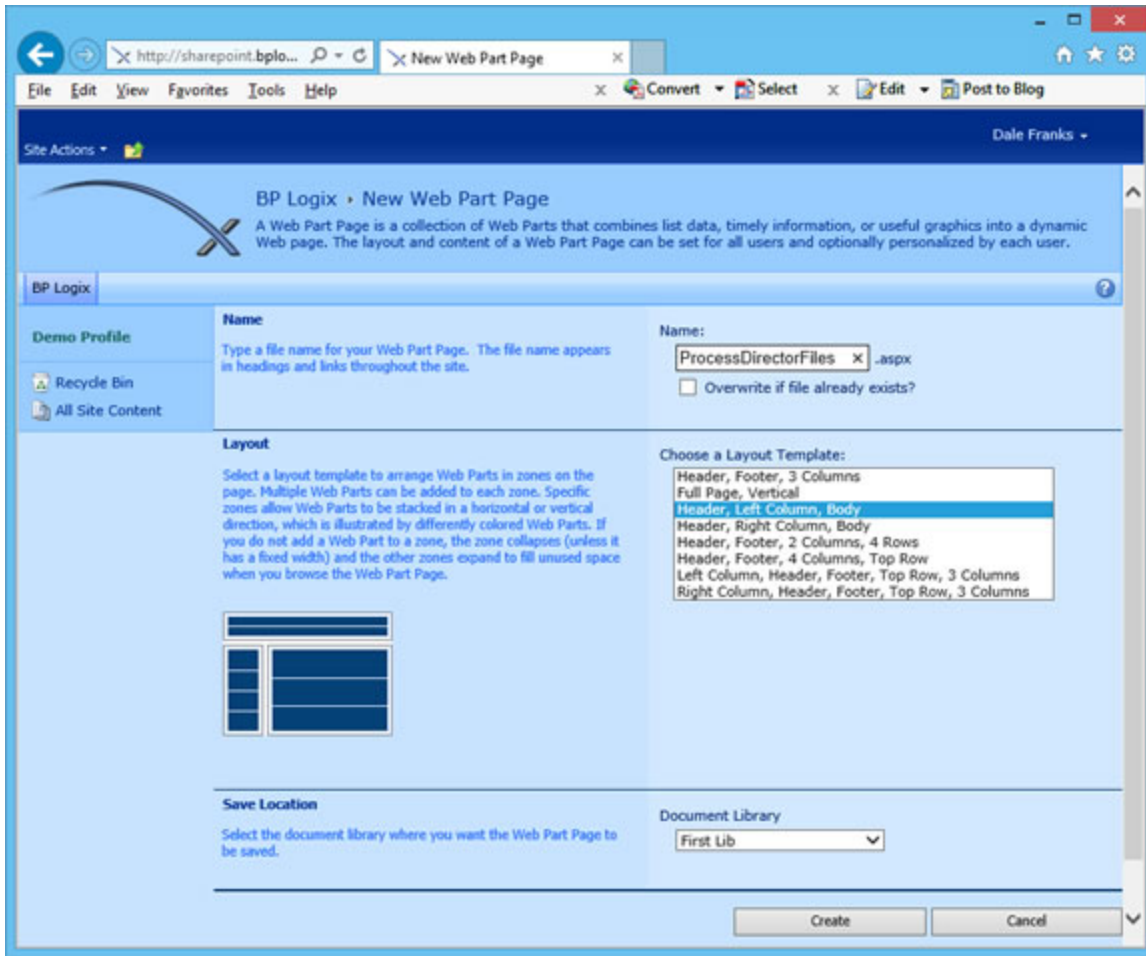 http://sharepoint.bplo...
New Web Part Page
File Edit View Favorites Tools Help
x Convert Select x Edit Post to Blog
Site Actions
Dale Franks
BP Logix New Web Part Page
A Web Part Page is a collection of Web Parts that combines list data, timely information, or useful graphics into a dynamic
Web page. The layout and content of a Web Part Page can be set for all users and optionally personalized by each user.
BP Logix
Demo Profile
Recycle Bin
All Site Content
Name
Type a file name for your Web Part Page. The file name appears
in headings and links throughout the site.
Name:
ProcessDirectorFiles .aspx
Overwrite if file already exists?
Layout
Select a layout template to arrange Web Parts in zones on the
page. Multiple Web Parts can be added to each zone. Specific
zones allow Web Parts to be stacked in a horizontal or vertical
direction, which is illustrated by differently colored Web Parts. If
you do not add a Web Part to a zone, the zone collapses (unless it
has a fixed width) and the other zones expand to fill unused space
when you browse the Web Part Page.
Choose a Layout Template:
Header, Footer, 3 Columns
Full Page, Vertical
Header, Left Column, Body
Header, Right Column, Body
Header, Footer, 2 Columns, 4 Rows
Header, Footer, 4 Columns, Top Row
Left Column, Header, Footer, Top Row, 3 Columns
Right Column, Header, Footer, Top Row, 3 Columns
Save Location
Select the document library where you want the Web Part Page to
be saved.
Document Library
First Lib
Create
Cancel